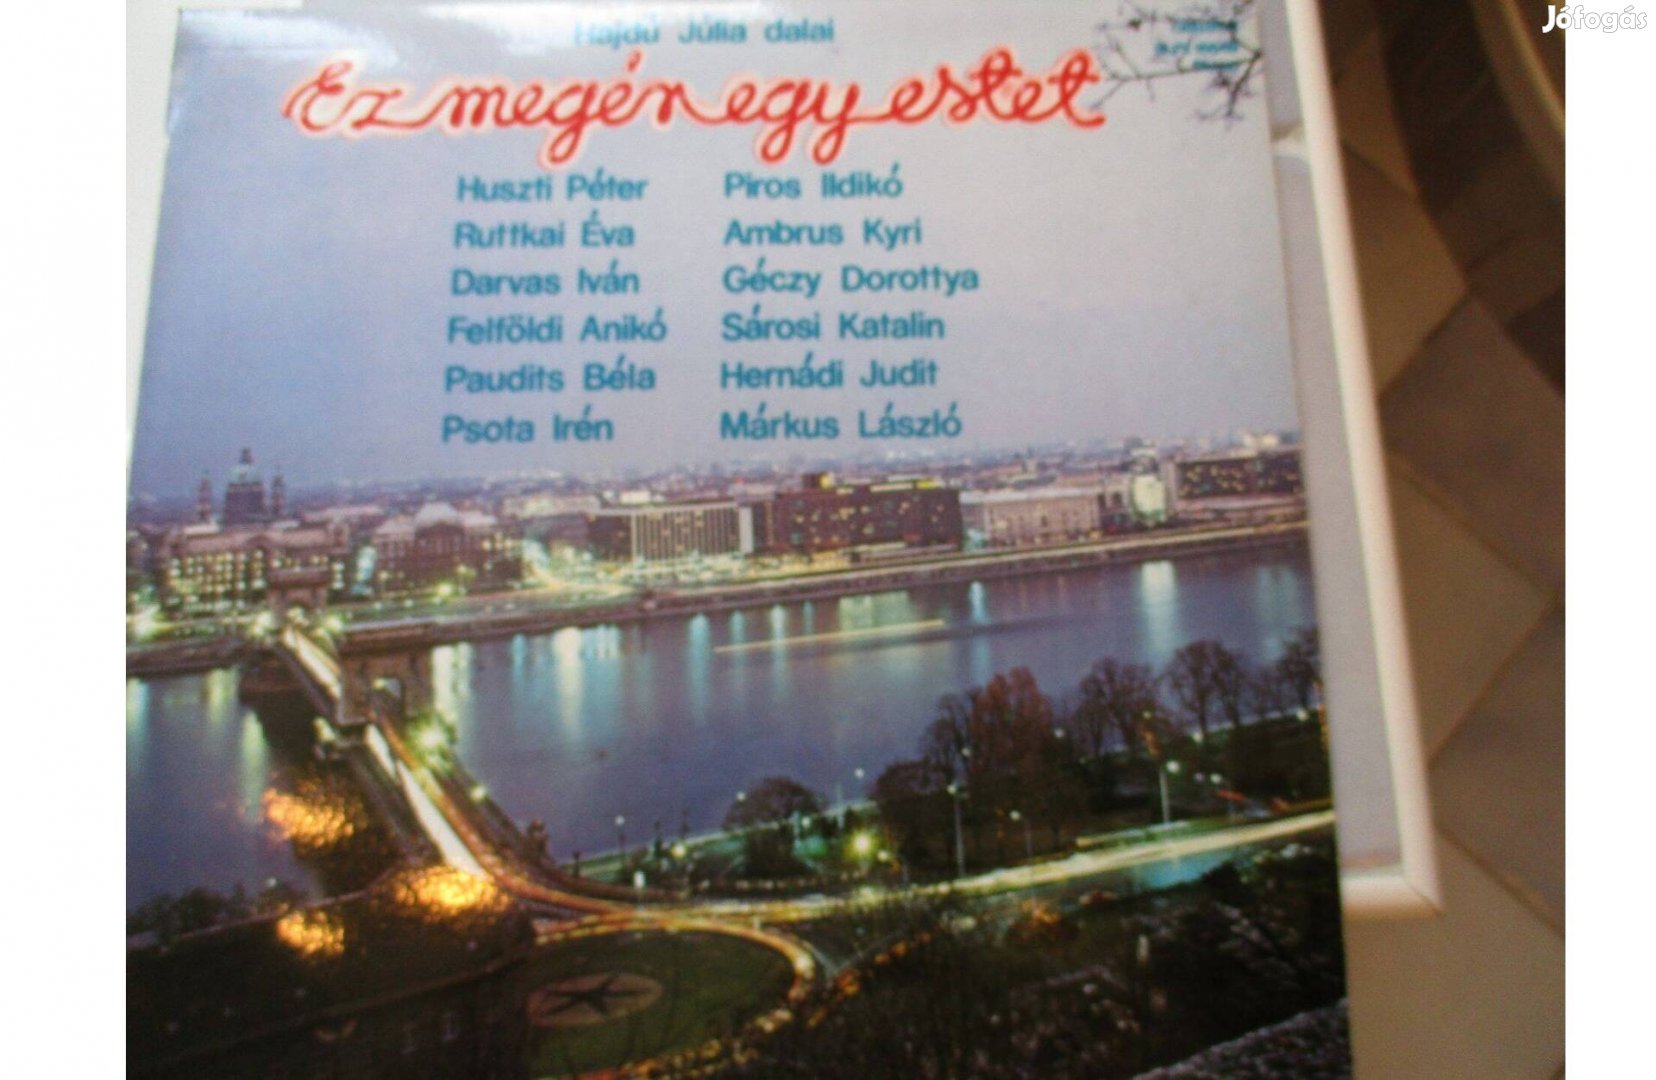 Jófogás
Hajdú Júlia dalai
Ez megér egy estet
Huszti Péter
Ruttkai Éva
Darvas Iván
Felföldi Anikó
Paudits Béla
Psota Irén
Piros Ildikó
Ambrus Kyri
Géczy Dorottya
Sárosi Katalin
Hernádi Judit
Márkus László